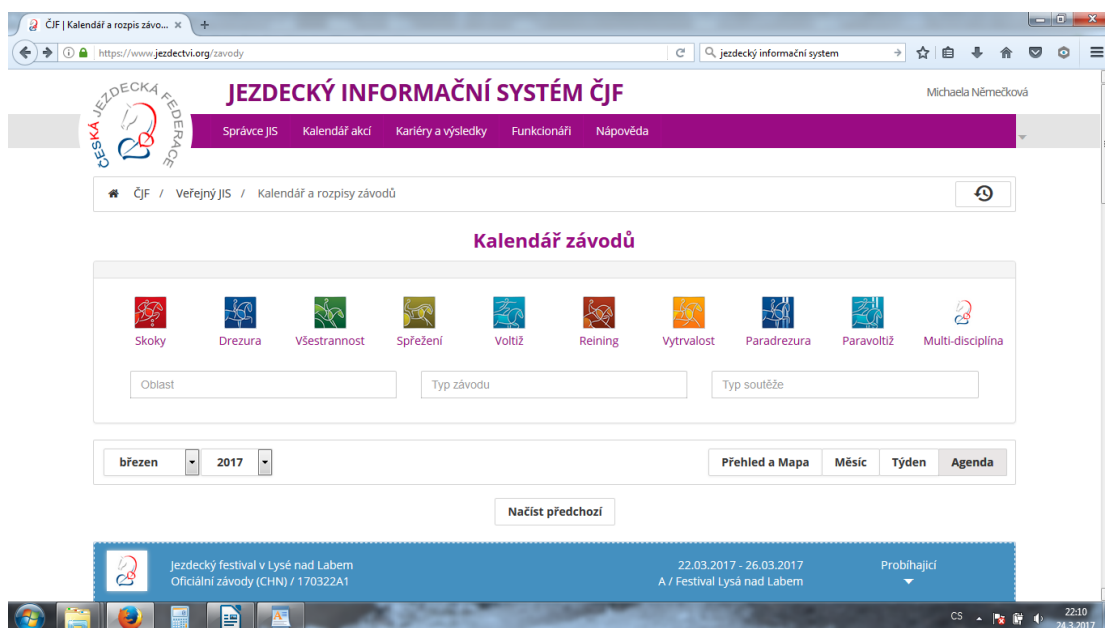 ČJF | Kalendář a rozpis závo...
https://www.jezdectvi.org/zavody
jezdecký informační system
ČESKÁ JEZDECKÁ FEDERACE
JEZDECKÝ INFORMAČNÍ SYSTÉM ČJF
Michaela Němečková
Správce JIS Kalendář akcí Kariéry a výsledky Funkcionáři Nápověda
ČJF / Veřejný JIS / Kalendář a rozpisy závodů
Kalendář závodů
Skoky Drezura Všestrannost Spřežení Voltiž Reining Vytrvalost Paradrezura Paravoltiž Multi-disciplína
Oblast Typ závodu Typ soutěže
březen 2017 Přehled a Mapa Měsíc Týden Agenda
Načíst předchozí
Jezdecký festival v Lysé nad Labem 22.03.2017 - 26.03.2017 Probíhající
Oficiální závody (CHN) / 170322A1 A / Festival Lysá nad Labem
CS 22:10
24.3.2017